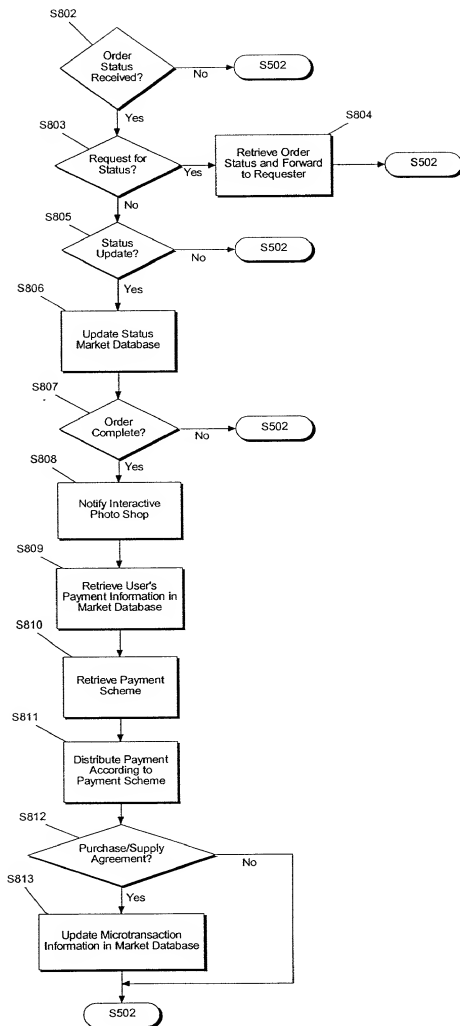 S802
Order
Status
Received?
No
S502
Yes
S803
S804
Request for
Status?
Yes
Retrieve Order
Status and Forward
to Requester
S502
No
S805
Status
Update?
No
S502
Yes
S806
Update Status
Market Database
S807
Order
Complete?
No
S502
Yes
S808
Notify Interactive
Photo Shop
S809
Retrieve User's
Payment Information in
Market Database
S810
Retrieve Payment
Scheme
S811
Distribute Payment
According to
Payment Scheme
S812
Purchase/Supply
Agreement?
No
Yes
S813
Update Microtransaction
Information in Market Database
S502